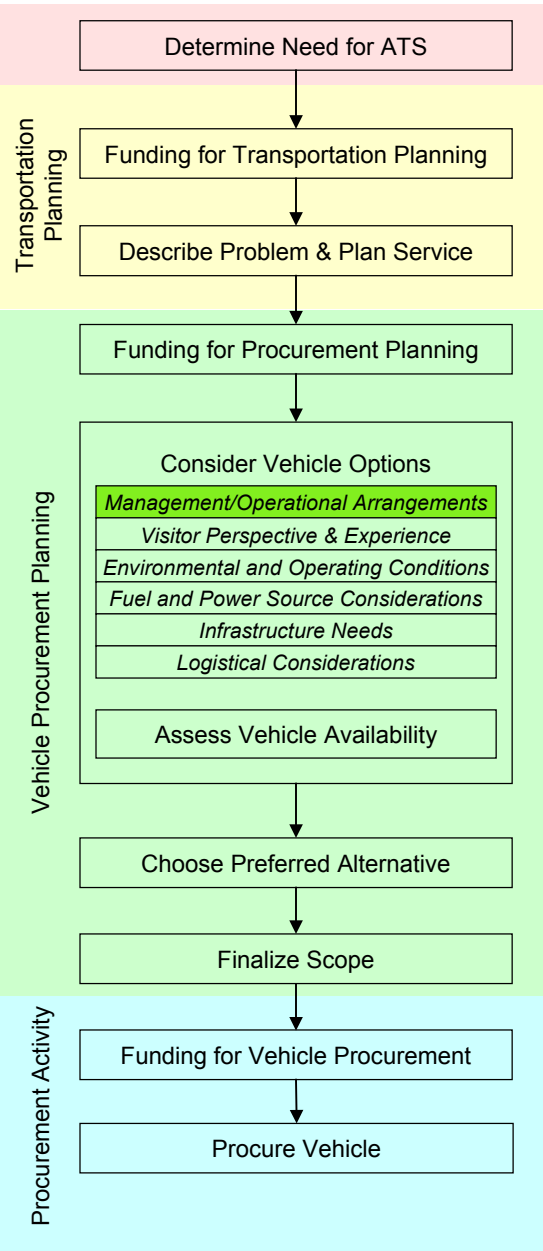 Determine Need for ATS
Transportation
Planning
Funding for Transportation Planning
Describe Problem & Plan Service
Vehicle Procurement Planning
Funding for Procurement Planning
Consider Vehicle Options
Management/Operational Arrangements
Visitor Perspective & Experience
Environmental and Operating Conditions
Fuel and Power Source Considerations
Infrastructure Needs
Logistical Considerations
Assess Vehicle Availability
Choose Preferred Alternative
Finalize Scope
Procurement Activity
Funding for Vehicle Procurement
Procure Vehicle